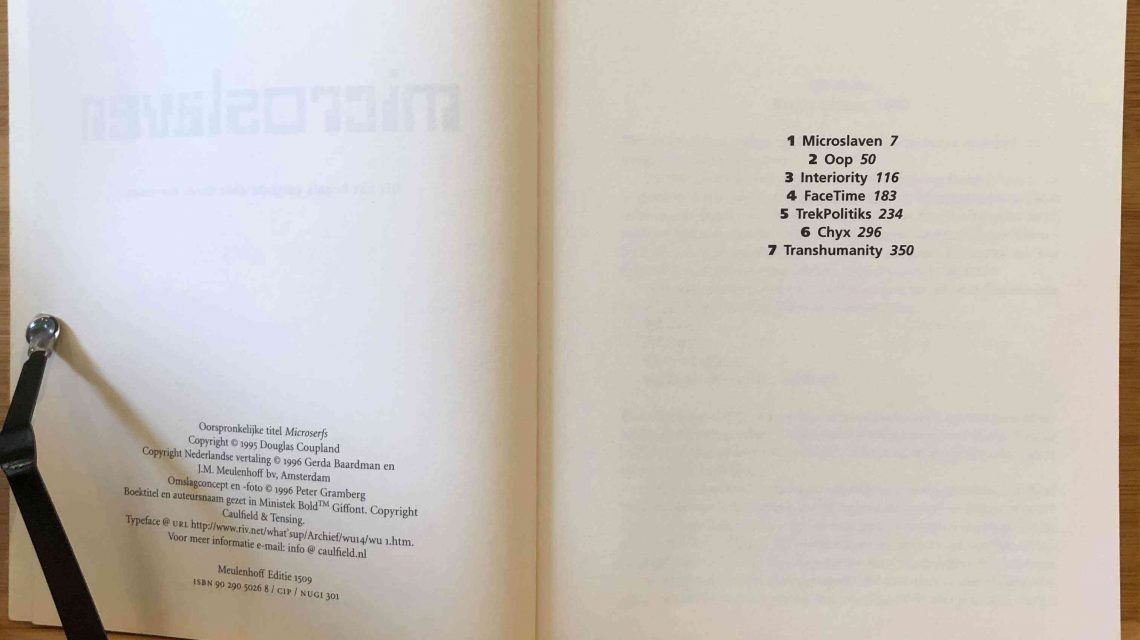 Oorspronkelijke titel Microserfs
Copyright © 1995 Douglas Coupland
Copyright Nederlandse vertaling © 1996 Gerda Baardman en
J.M. Meulenhoff bv, Amsterdam
Omslagconcept en -foto © 1996 Peter Gramberg
Boektitel en auteursnaam gezet in Ministek Bold™ Giffont. Copyright
Caulfield & Tensing.
Typeface @ URL http://www.riv.net/what'sup/Archief/wu14/wu 1.htm.
Voor meer informatie e-mail: info @ caulfield.nl
Meulenhoff Editie 1509
ISBN 90 290 5026 8 / CIP / NUGI 301
1 Microslaven 7
2 Oop 50
3 Interiority 116
4 FaceTime 183
5 TrekPolitiks 234
6 Chyx 296
7 Transhumanity 350